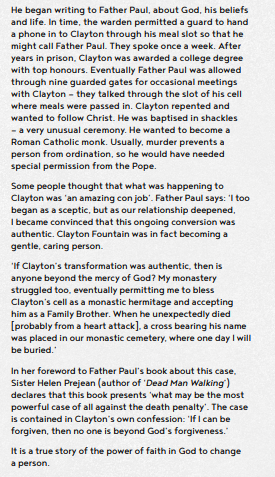 He began writing to Father Paul, about God, his beliefs
and life. In time, the warden permitted a guard to hand
a phone in to Clayton through his meal slot so that he
might call Father Paul. They spoke once a week. After
years in prison, Clayton was awarded a college degree
with top honours. Eventually Father Paul was allowed
through nine guarded gates for occasional meetings
with Clayton – they talked through the slot of his cell
where meals were passed in. Clayton repented and
wanted to follow Christ. He was baptised in shackles
– a very unusual ceremony. He wanted to become a
Roman Catholic monk. Usually, murder prevents a
person from ordination, so he would have needed
special permission from the Pope.
Some people thought that what was happening to
Clayton was ‘an amazing con job’. Father Paul says: ‘I too
began as a sceptic, but as our relationship deepened,
I became convinced that this ongoing conversion was
authentic. Clayton Fountain was in fact becoming a
gentle, caring person.
‘If Clayton’s transformation was authentic, then is
anyone beyond the mercy of God? My monastery
struggled too, eventually permitting me to bless
Clayton’s cell as a monastic hermitage and accepting
him as a Family Brother. When he unexpectedly died
[probably from a heart attack], a cross bearing his name
was placed in our monastic cemetery, where one day I will
be buried.’
In her foreword to Father Paul’s book about this case,
Sister Helen Prejean (author of ‘Dead Man Walking’)
declares that this book presents ‘what may be the most
powerful case of all against the death penalty’. The case
is contained in Clayton’s own confession: ‘If I can be
forgiven, then no one is beyond God’s forgiveness.’
It is a true story of the power of faith in God to change
a person.